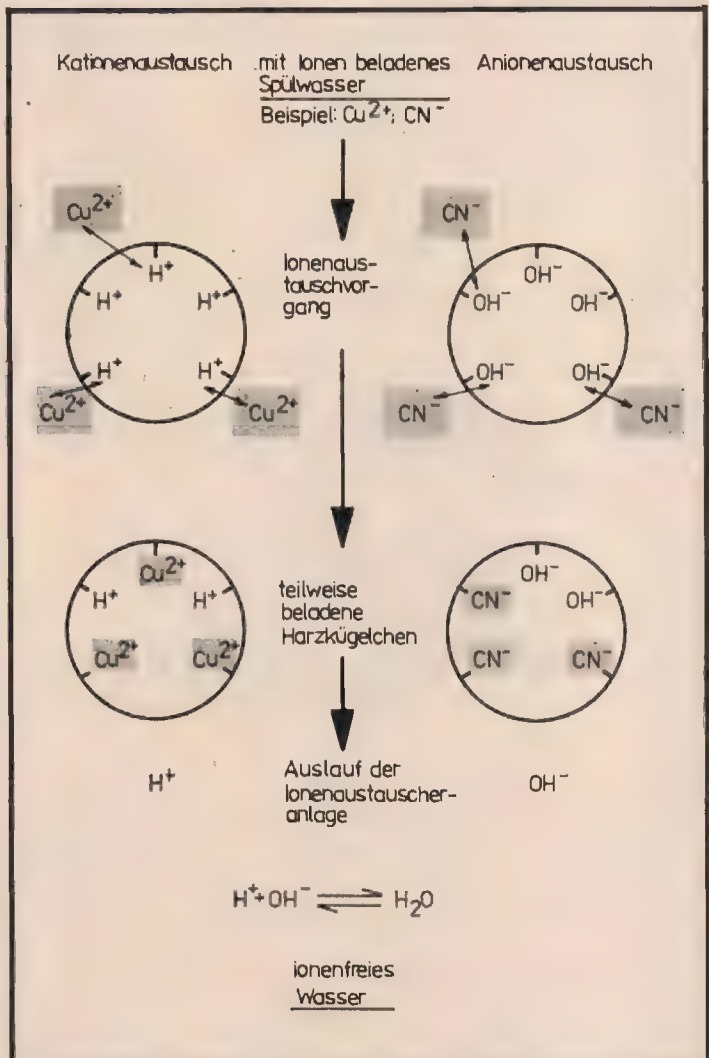 Kationenaustausch
mit Ionen beladenes
Spülwasser
Beispiel: Cu²⁺; CN⁻
Anionenaustausch
Cu²⁺
H⁺
H⁺
H⁺
H⁺
H⁺
Cu²⁺
Cu²⁺
Ionenaus-
tauschvor-
gang
CN⁻
OH⁻
OH⁻
OH⁻
OH⁻
OH⁻
CN⁻
CN⁻
Cu²⁺
H⁺
H⁺
Cu²⁺
Cu²⁺
teilweise
beladene
Harzkügelchen
OH⁻
CN⁻
OH⁻
CN⁻
CN⁻
H⁺
Auslauf der
Ionenaustauscher-
anlage
OH⁻
H⁺+OH⁻ ⇌ H₂O
ionenfreies
Wasser